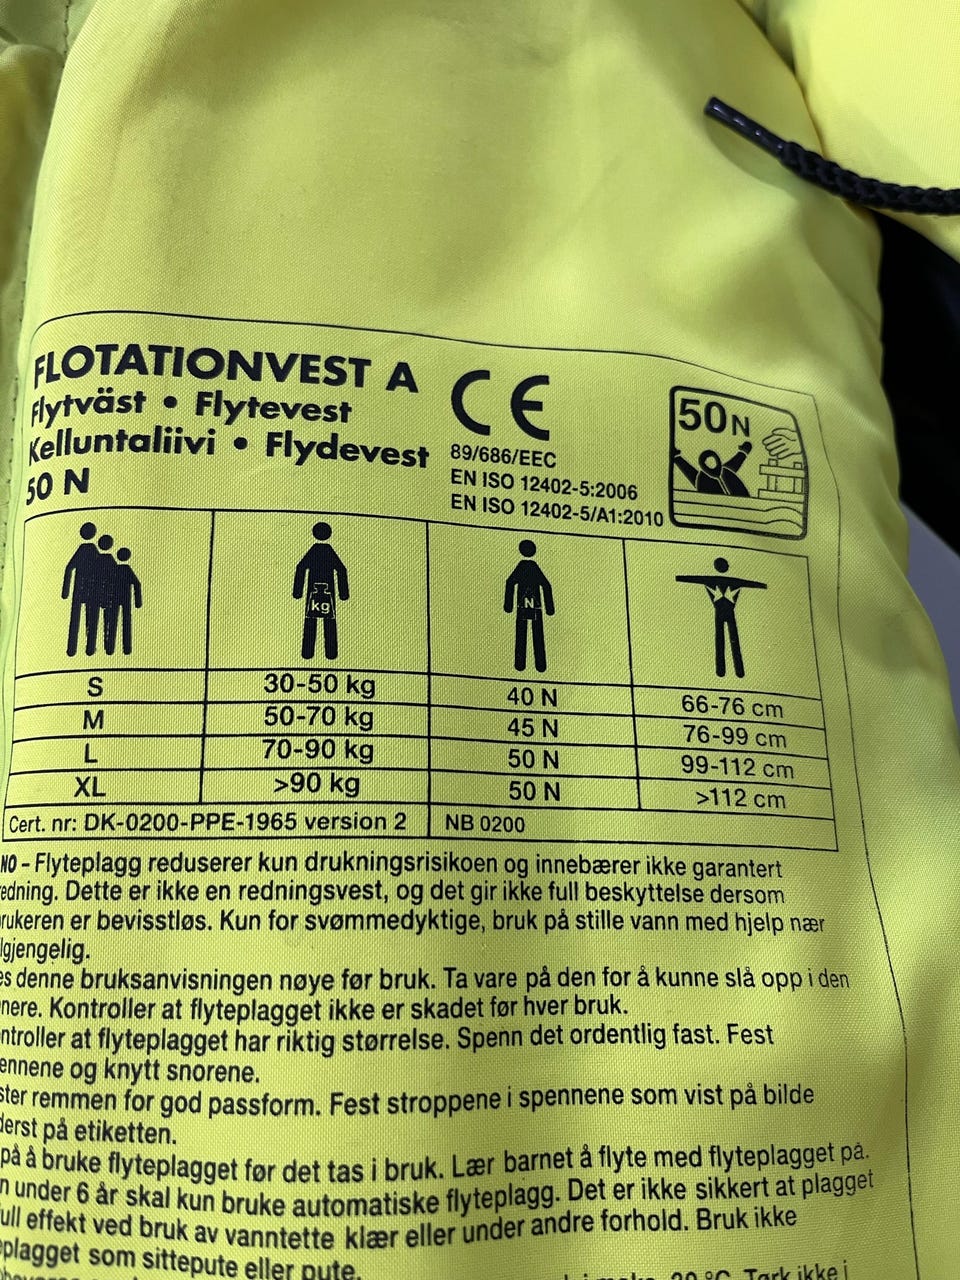 FLOTATIONVEST A
Flytväst • Flytevest
Kelluntaliivi • Flydevest
50 N
CE
89/686/EEC
EN ISO 12402-5:2006
EN ISO 12402-5/A1:2010
50N
kg
N
S 30-50 kg 40 N 66-76 cm
M 50-70 kg 45 N 76-99 cm
L 70-90 kg 50 N 99-112 cm
XL >90 kg 50 N >112 cm
Cert. nr: DK-0200-PPE-1965 version 2 NB 0200
NO - Flyteplagg reduserer kun drukningsrisikoen og innebærer ikke garantert
edning. Dette er ikke en redningsvest, og det gir ikke full beskyttelse dersom
rukeren er bevisstløs. Kun for svømmedyktige, bruk på stille vann med hjelp nær
lgjengelig.
es denne bruksanvisningen nøye før bruk. Ta vare på den for å kunne slå opp i den
nere. Kontroller at flyteplagget ikke er skadet før hver bruk.
ntroller at flyteplagget har riktig størrelse. Spenn det ordentlig fast. Fest
ennene og knytt snorene.
ster remmen for god passform. Fest stroppene i spennene som vist på bilde
derst på etiketten.
på å bruke flyteplagget før det tas i bruk. Lær barnet å flyte med flyteplagget på.
n under 6 år skal kun bruke automatiske flyteplagg. Det er ikke sikkert at plagget
ull effekt ved bruk av vanntette klær eller under andre forhold. Bruk ikke
eplagget som sittepute eller pute.
30 °C. Tørk ikke i